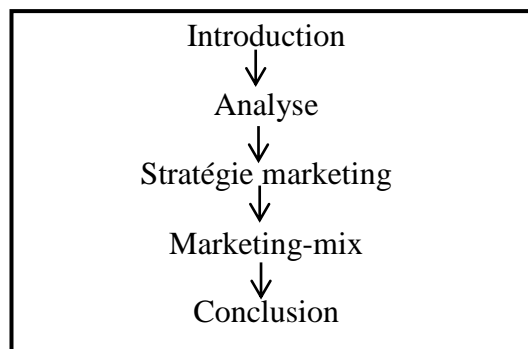 Introduction
Analyse
Stratégie marketing
Marketing-mix
Conclusion